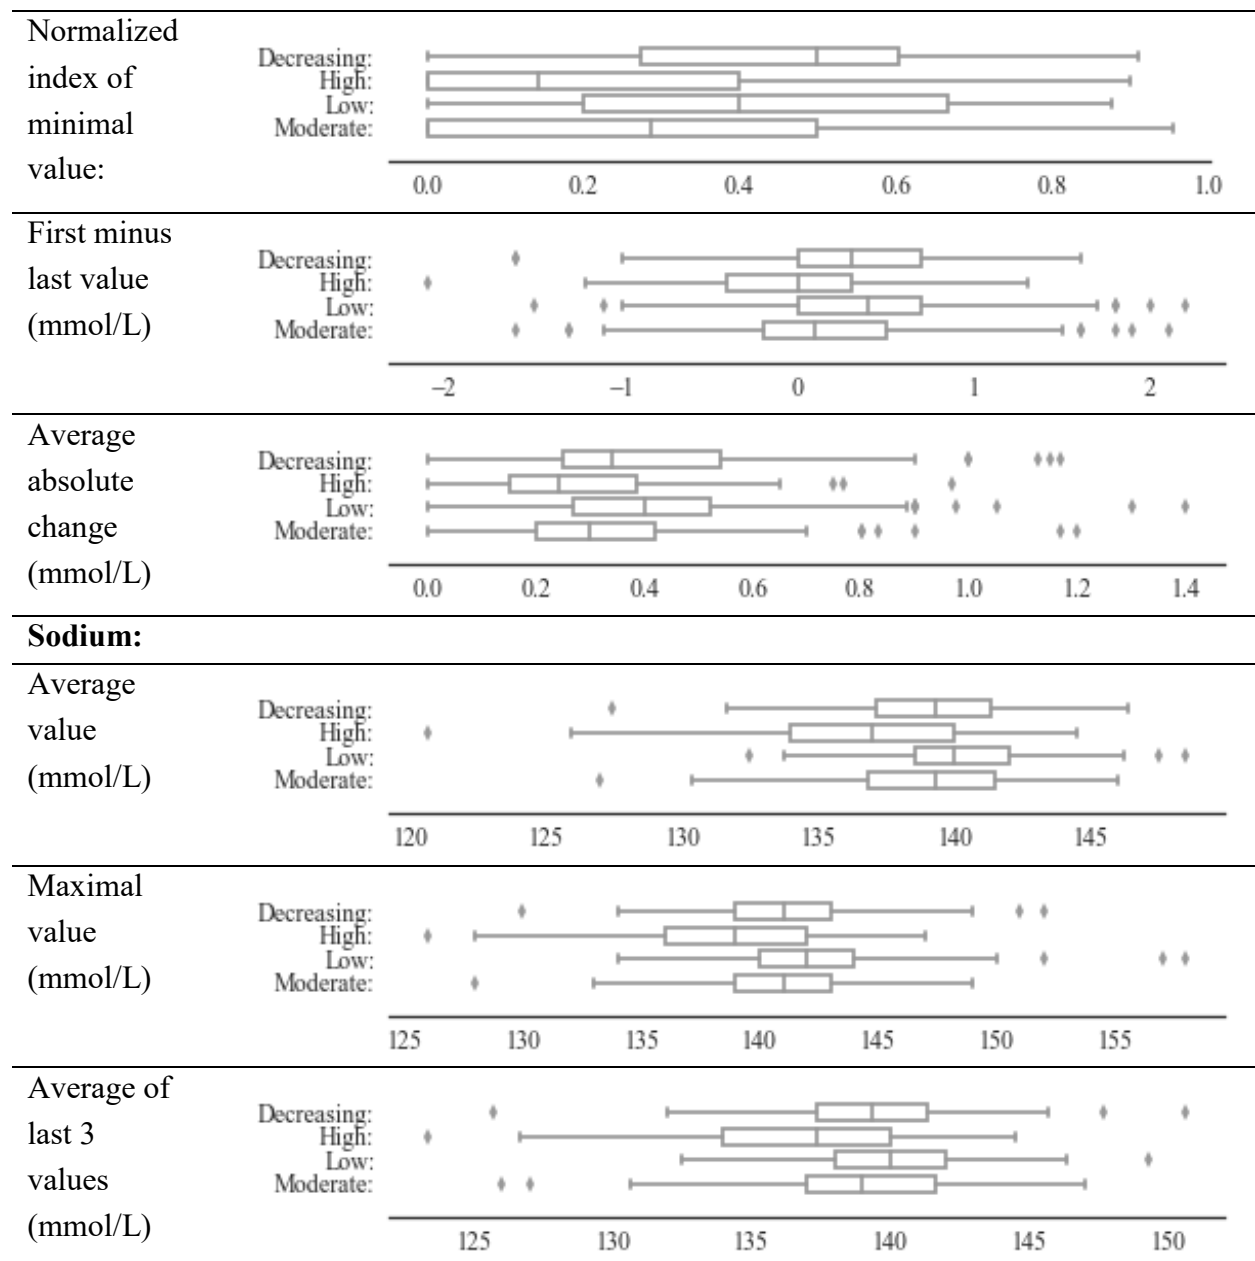 Normalized
index of
minimal
value:
Decreasing:
High:
Low:
Moderate:
0.0 0.2 0.4 0.6 0.8 1.0
First minus
last value
(mmol/L)
Decreasing:
High:
Low:
Moderate:
−2 −1 0 1 2
Average
absolute
change
(mmol/L)
Decreasing:
High:
Low:
Moderate:
0.0 0.2 0.4 0.6 0.8 1.0 1.2 1.4
Sodium:
Average
value
(mmol/L)
Decreasing:
High:
Low:
Moderate:
120 125 130 135 140 145
Maximal
value
(mmol/L)
Decreasing:
High:
Low:
Moderate:
125 130 135 140 145 150 155
Average of
last 3
values
(mmol/L)
Decreasing:
High:
Low:
Moderate:
125 130 135 140 145 150